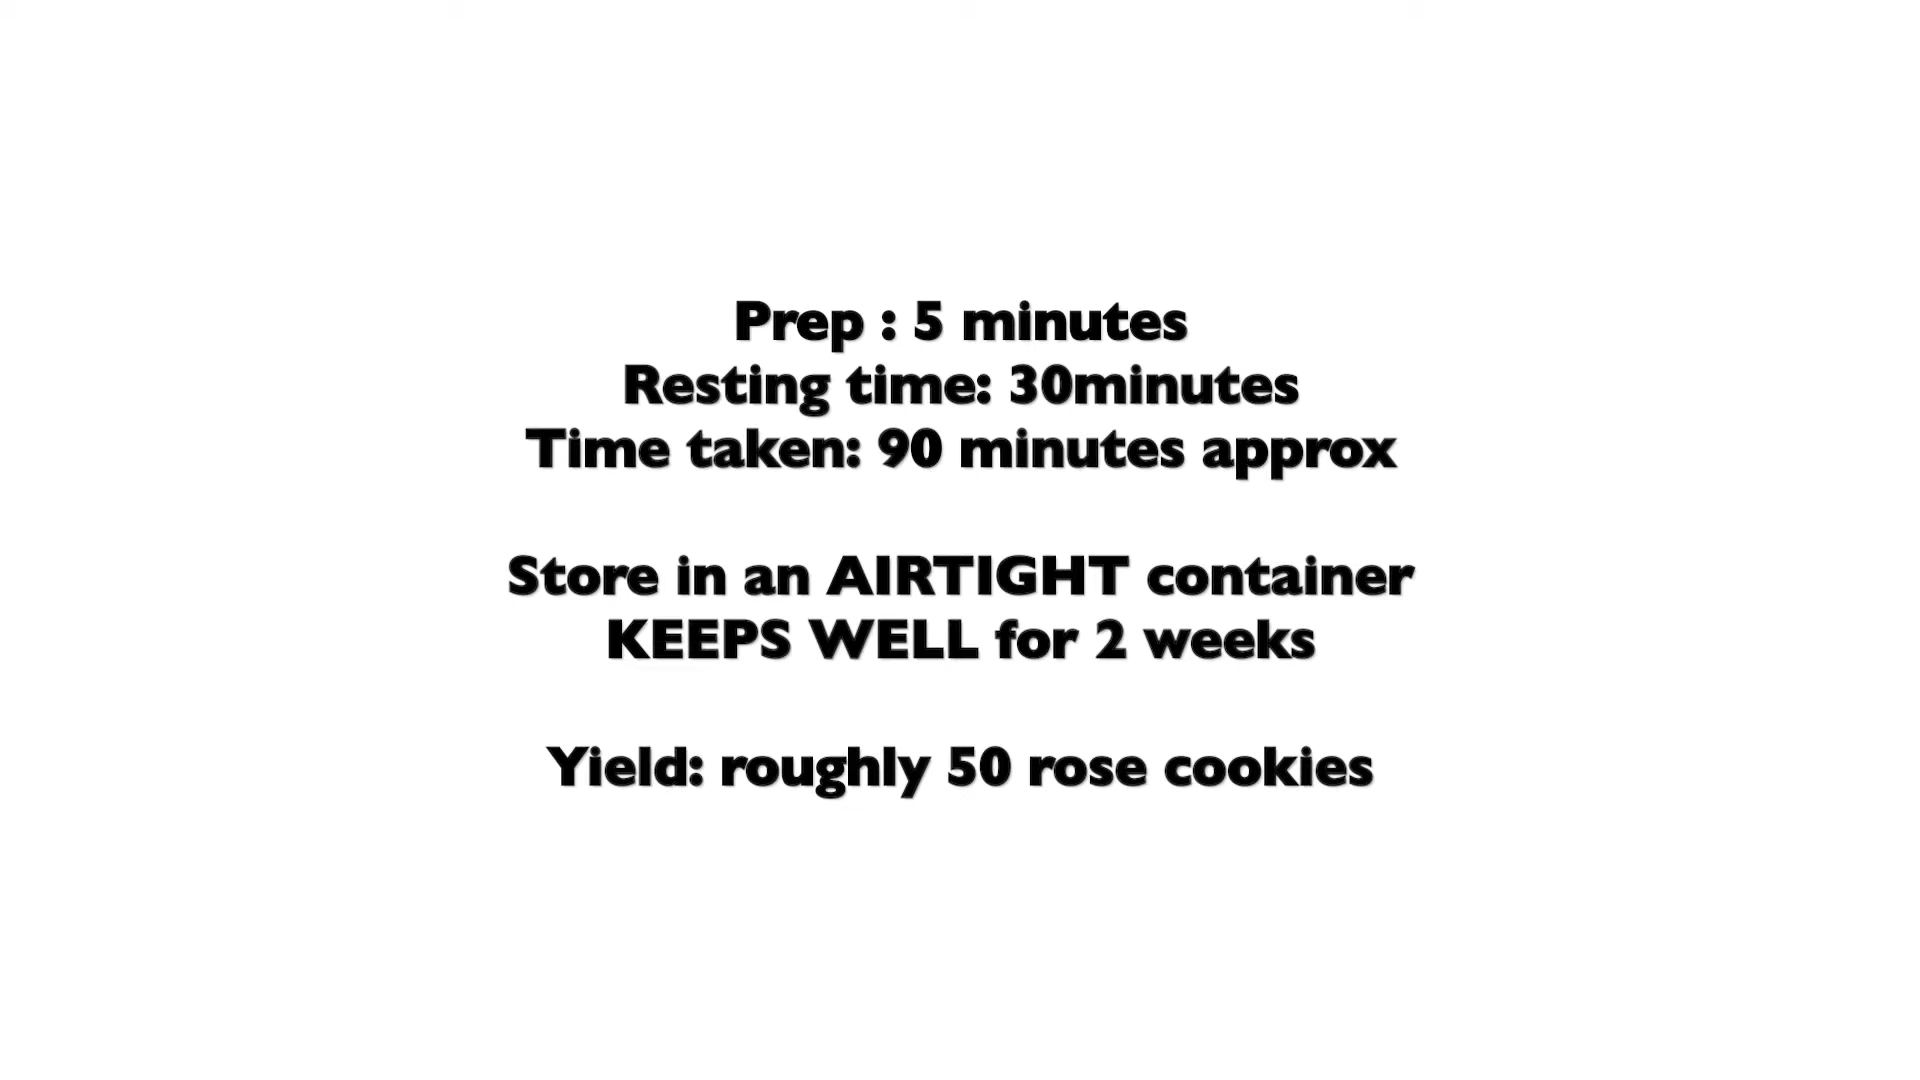 Prep : 5 minutes
Resting time: 30minutes
Time taken: 90 minutes approx
Store in an AIRTIGHT container
KEEPS WELL for 2 weeks
Yield: roughly 50 rose cookies